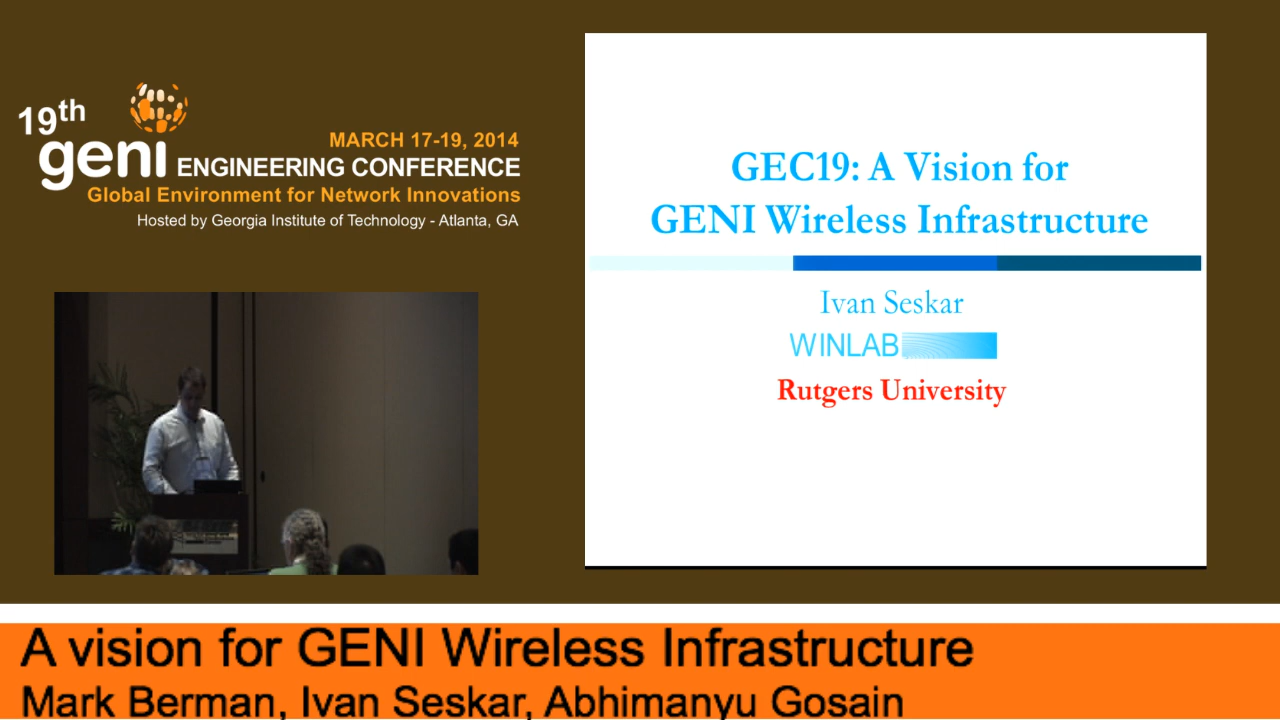 19th
geni ENGINEERING CONFERENCE
MARCH 17-19, 2014
Global Environment for Network Innovations
Hosted by Georgia Institute of Technology - Atlanta, GA
GEC19: A Vision for
GENI Wireless Infrastructure
Ivan Seskar
WINLAB
Rutgers University
A vision for GENI Wireless Infrastructure
Mark Berman, Ivan Seskar, Abhimanyu Gosain